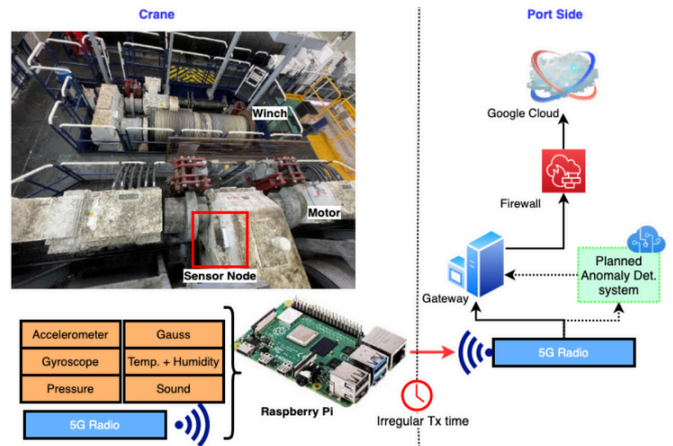 Crane
Port Side
Winch
Motor
Sensor Node
Google Cloud
Firewall
Gateway
Planned
Anomaly Det.
system
5G Radio
Accelerometer
Gauss
Gyroscope
Temp. + Humidity
Pressure
Sound
5G Radio
Raspberry Pi
Irregular Tx time